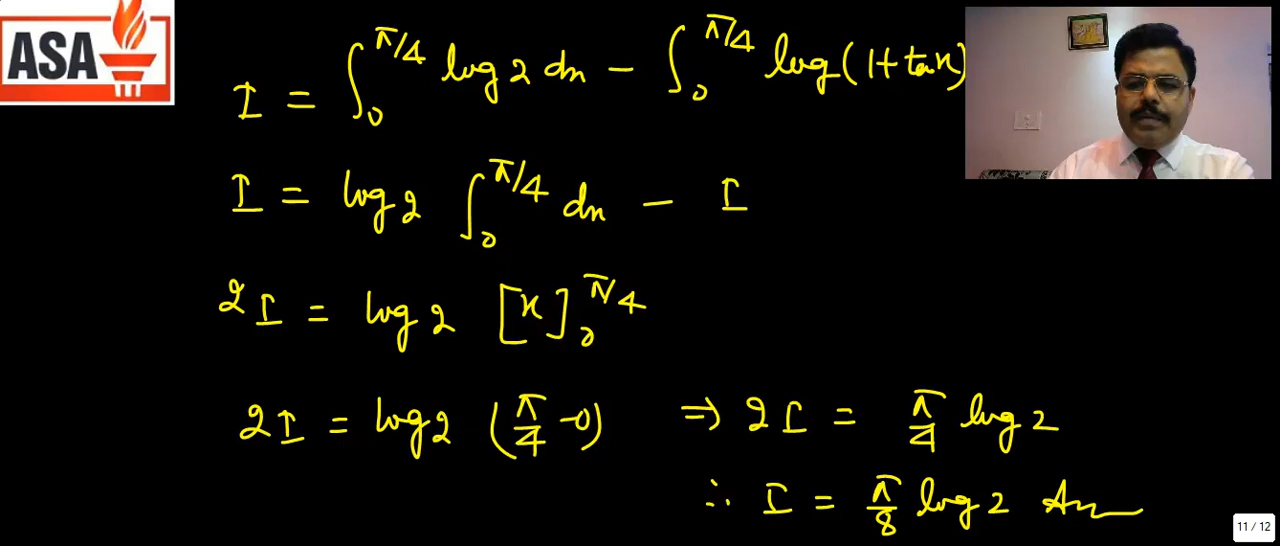 ASA
I = ∫₀^π/4 log 2 dx − ∫₀^π/4 log(1+tanx)
I = log 2 ∫₀^π/4 dx − I
2I = log 2 [x]₀^π/4
2I = log 2 (π/4 −0) ⇒ 2I = π/4 log 2
∴ I = π/8 log 2 Ans
11 / 12